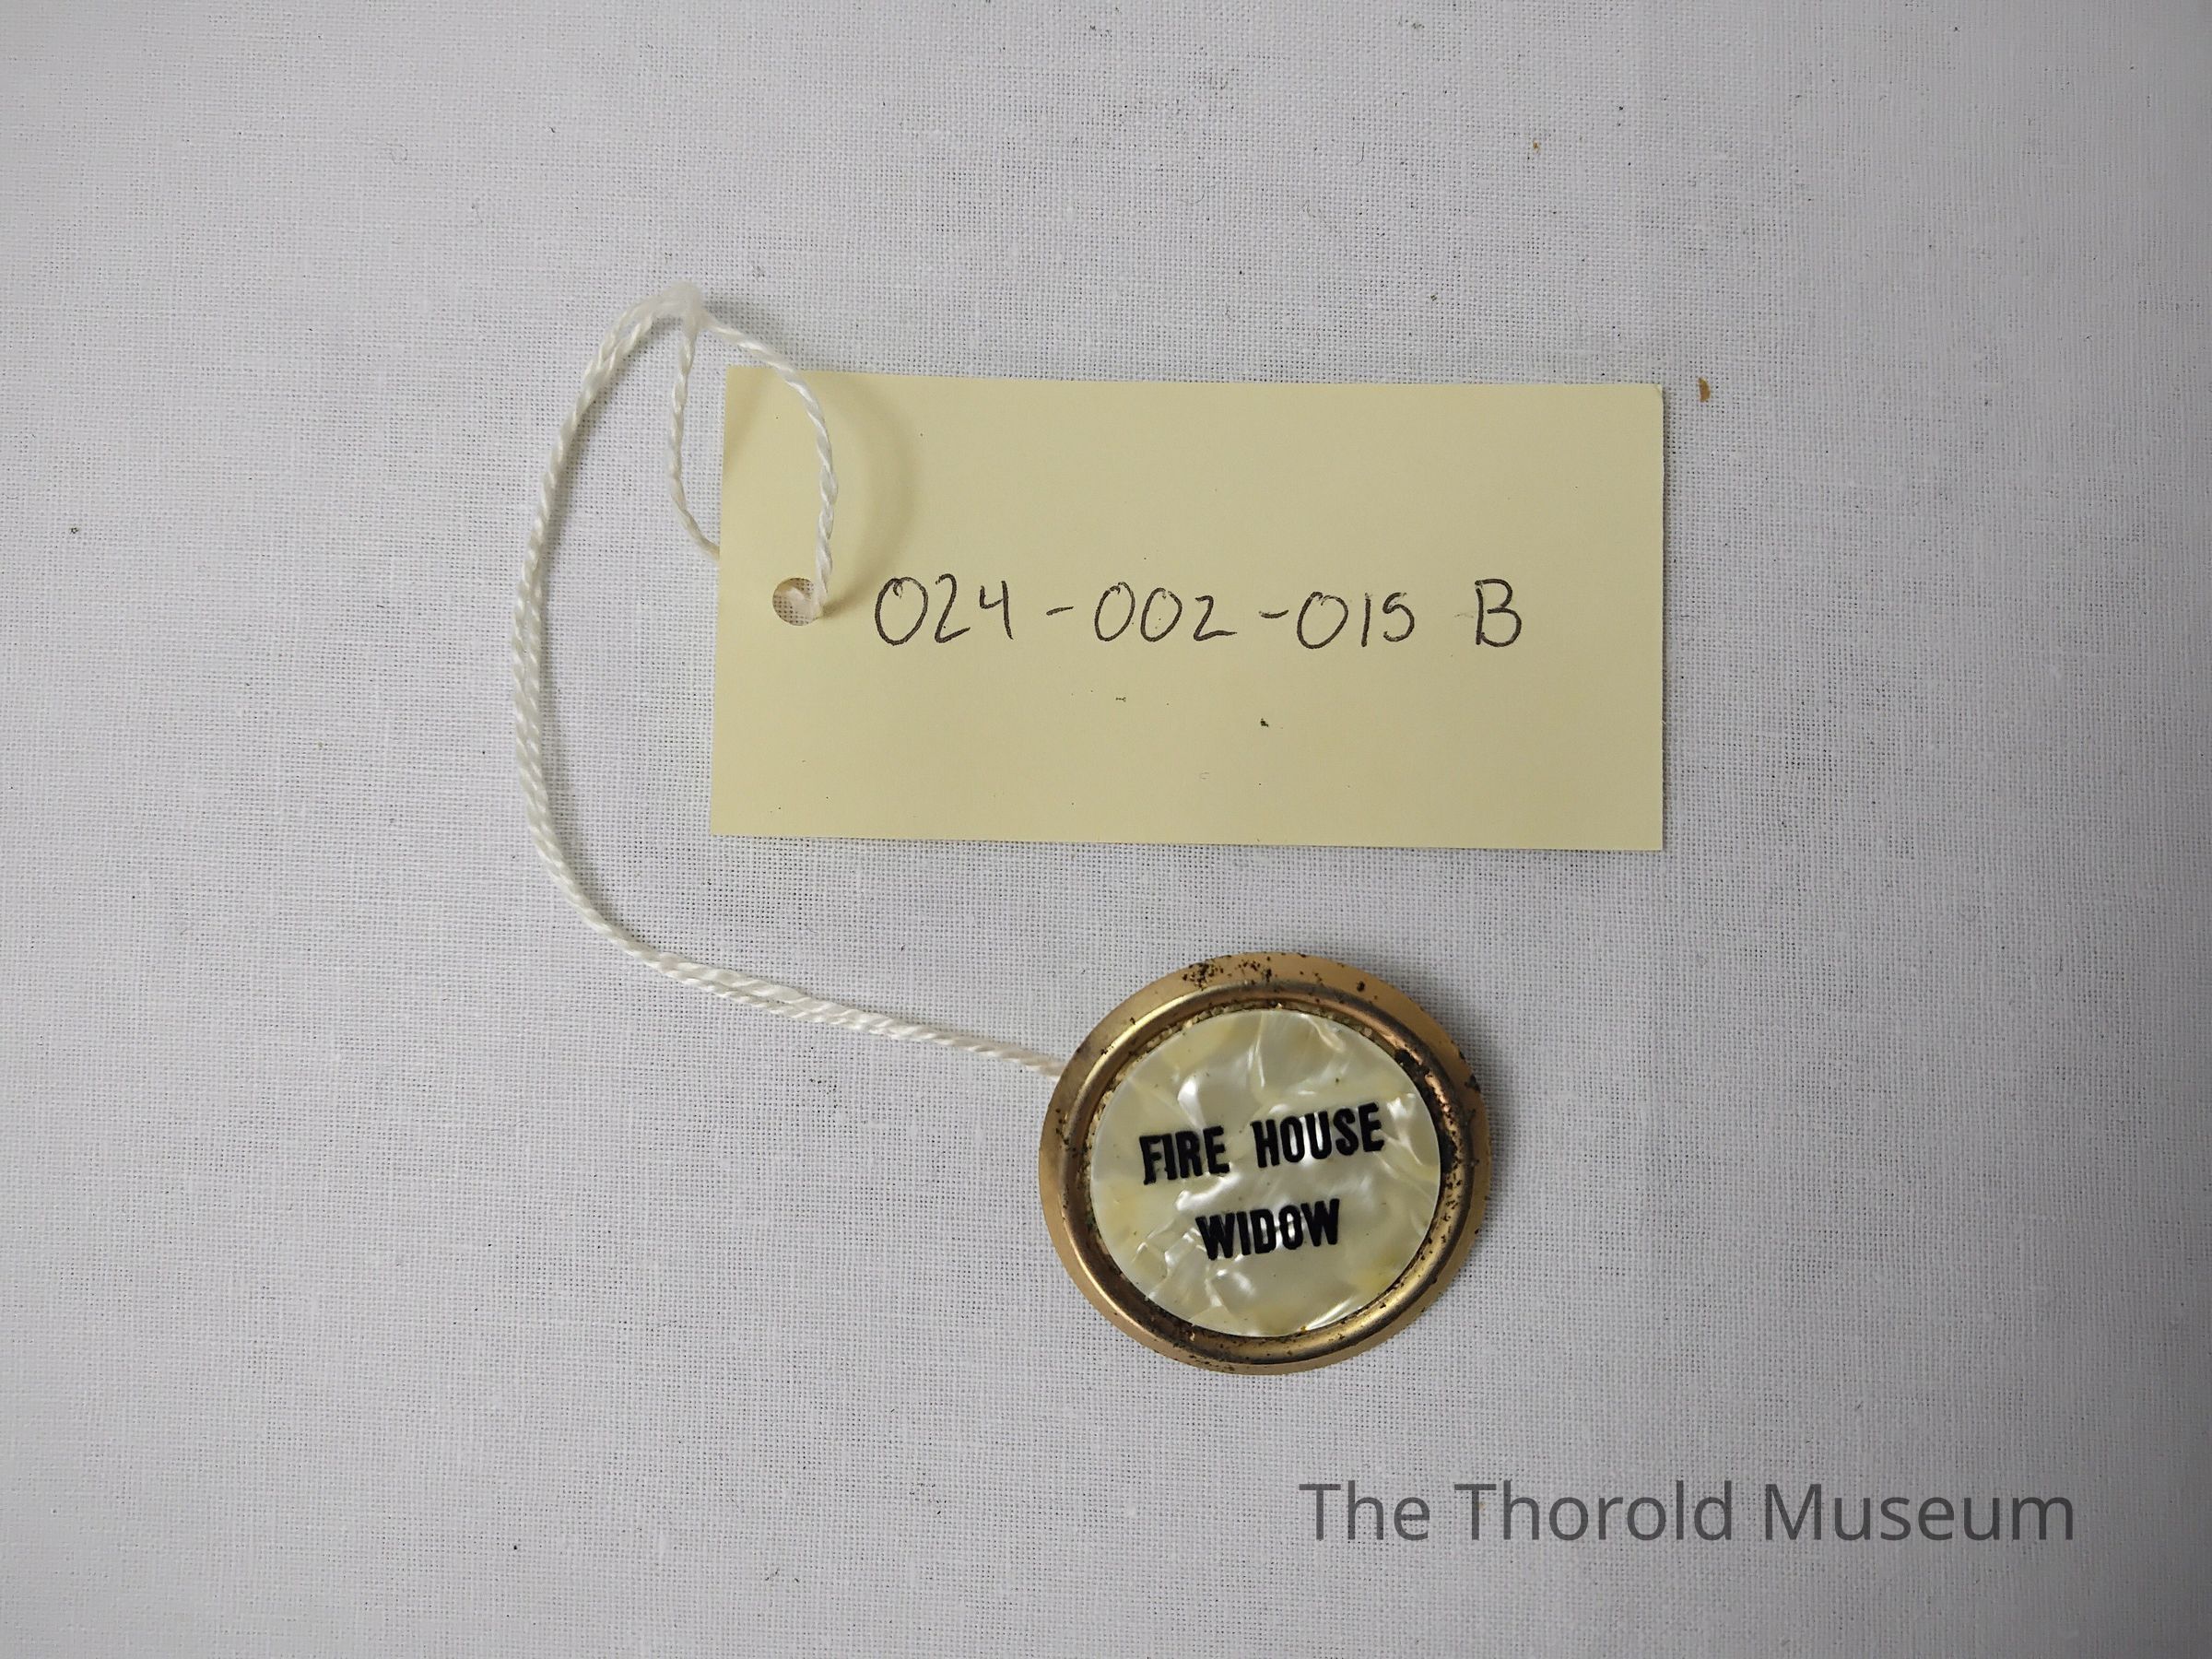 024-002-015 B
FIRE HOUSE
WIDOW
The Thorold Museum